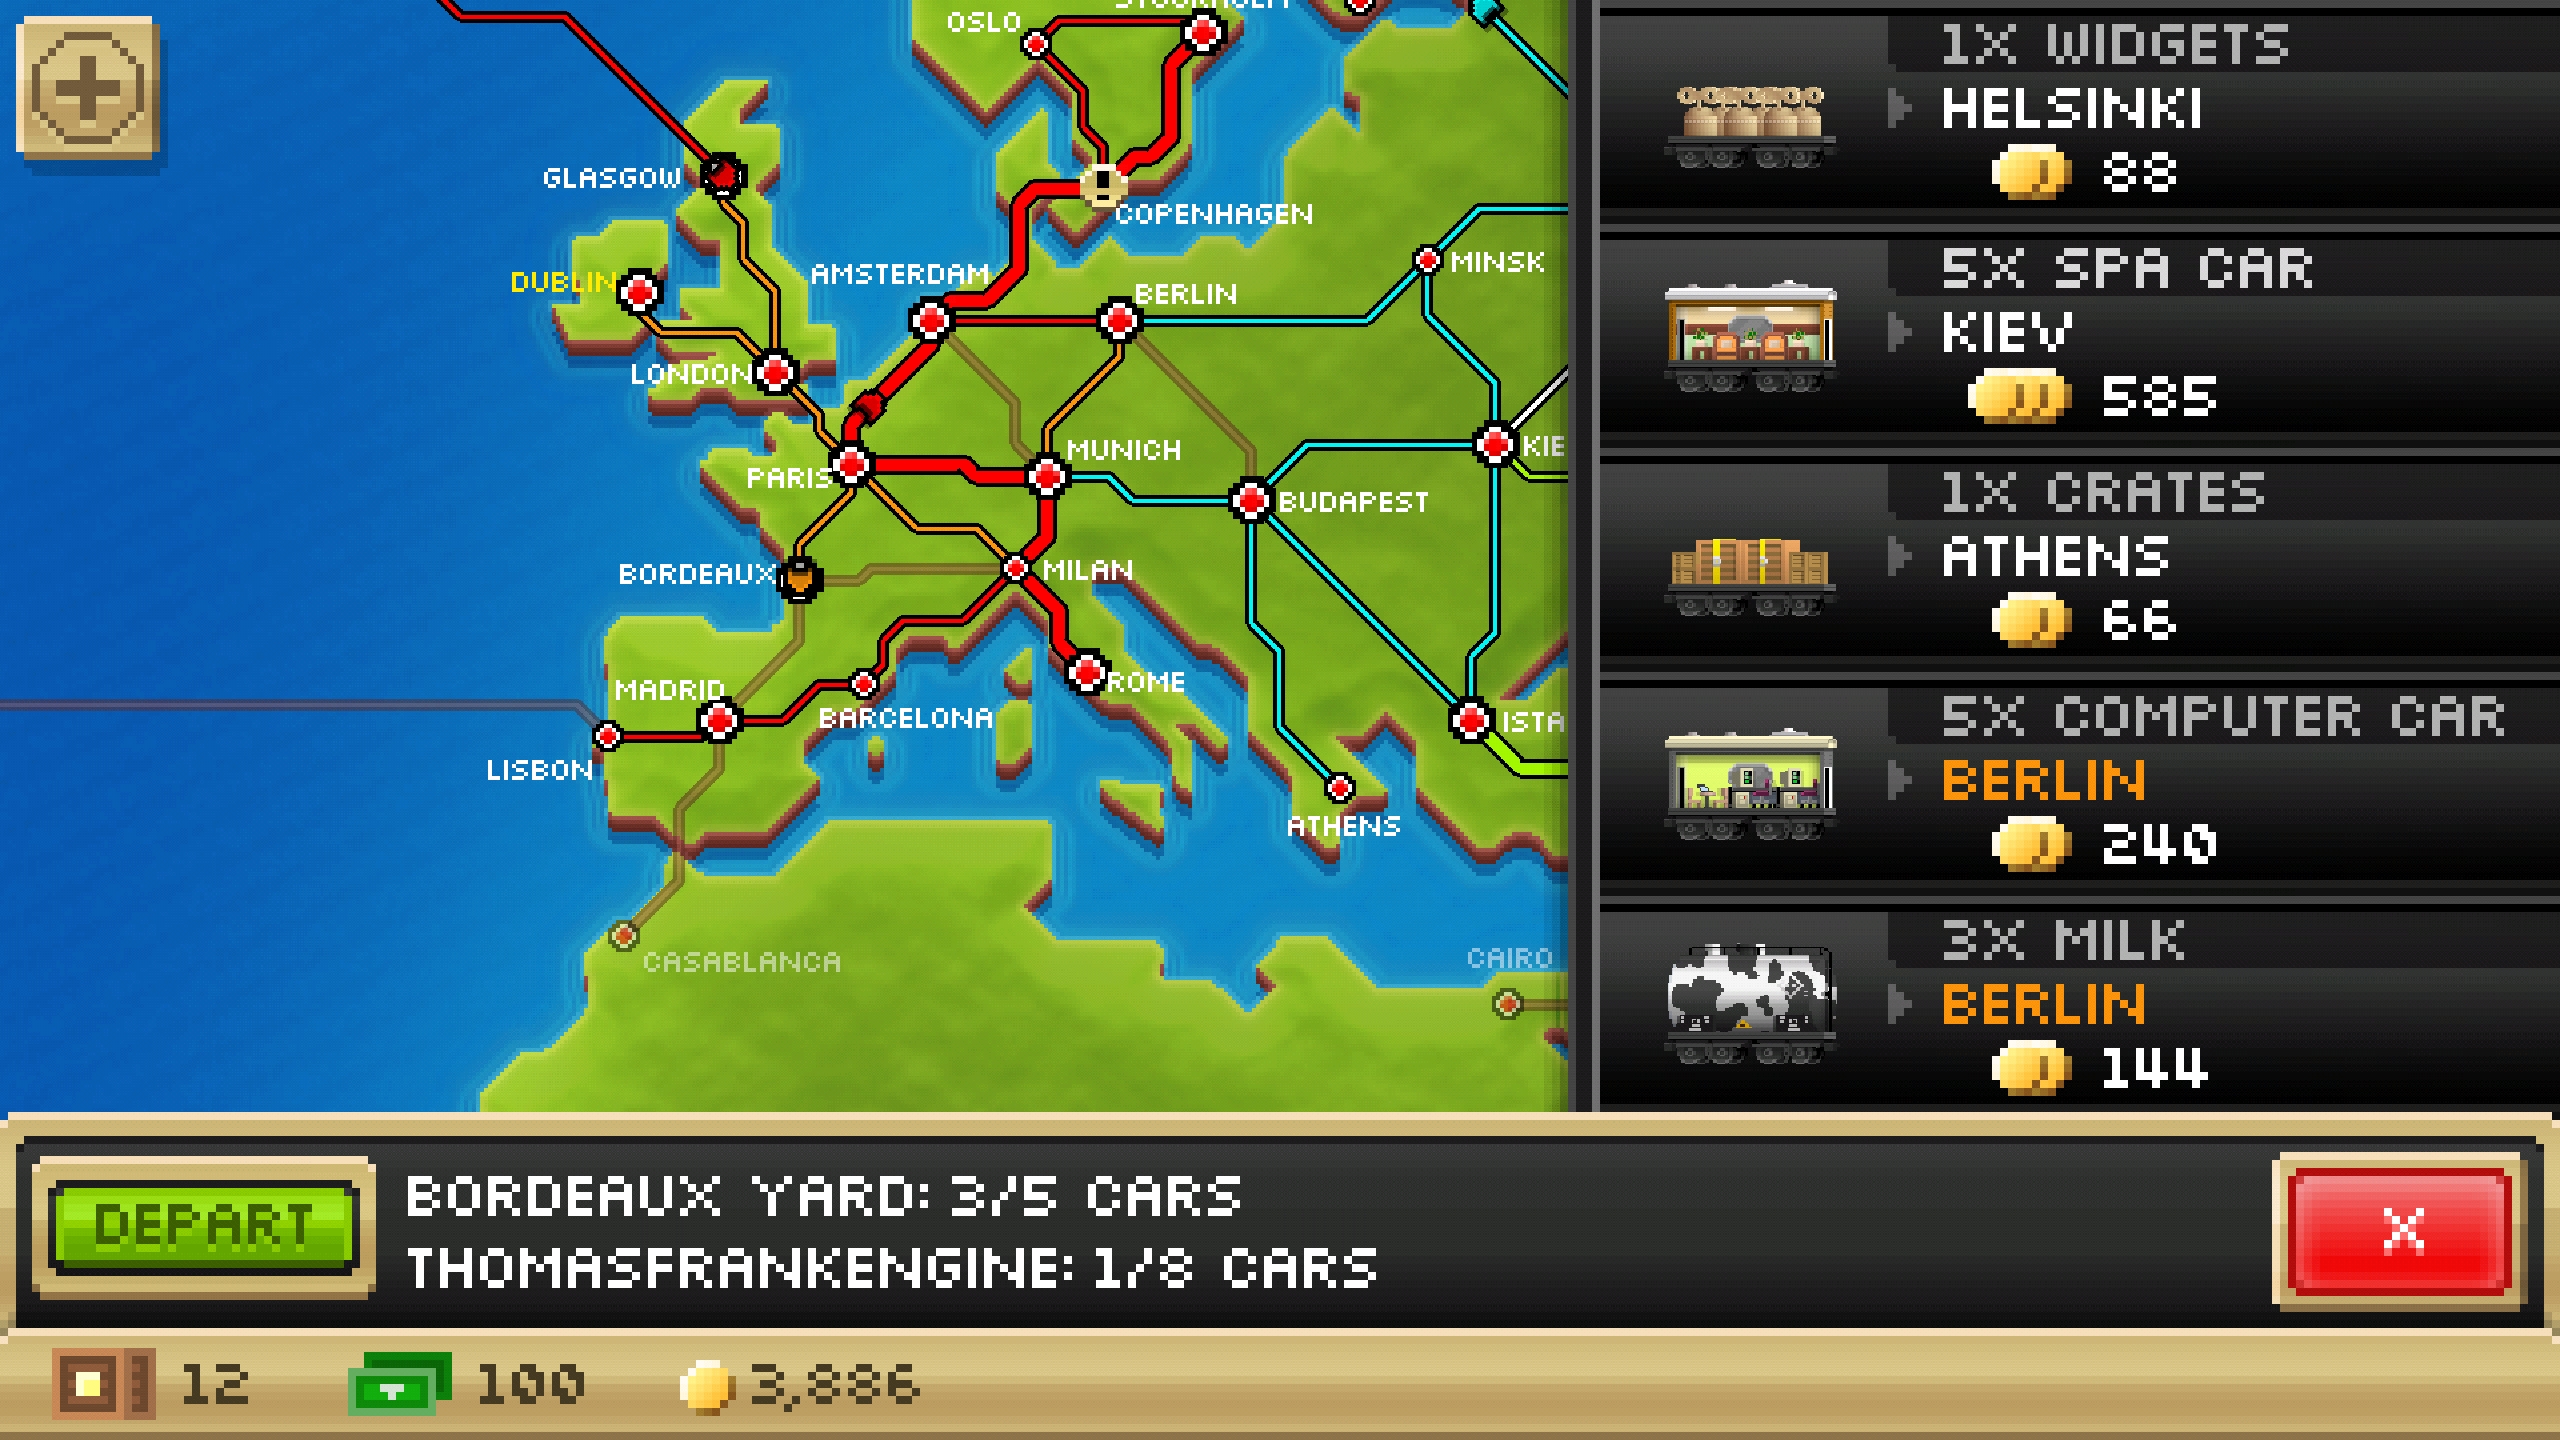 OSLO
GLASGOW
COPENHAGEN
DUBLIN
AMSTERDAM
BERLIN
MINSK
LONDON
MUNICH
PARIS
KIE
BUDAPEST
BORDEAUX
MILAN
MADRID
ROME
BARCELONA
ISTA
LISBON
ATHENS
CASABLANCA
CAIRO
1X WIDGETS
HELSINKI
88
5X SPA CAR
KIEV
585
1X CRATES
ATHENS
66
5X COMPUTER CAR
BERLIN
240
3X MILK
BERLIN
144
DEPART
BORDEAUX YARD: 3/5 CARS
THOMASFRANKENGINE: 1/8 CARS
X
12
100
3,886